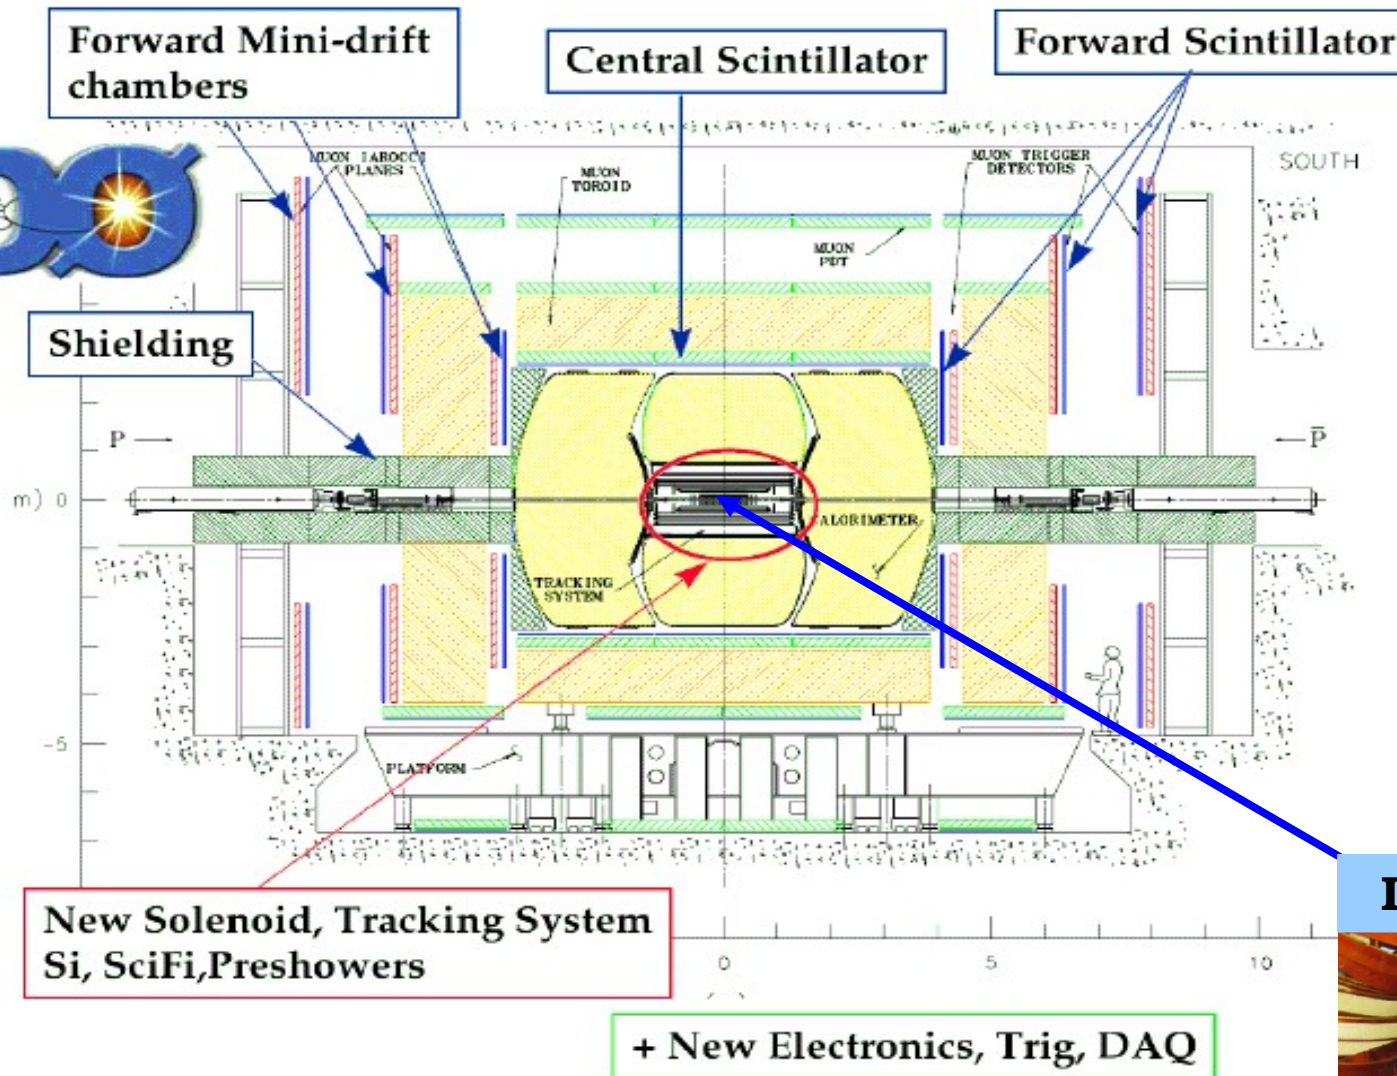 Forward Mini-drift
chambers
Central Scintillator
Forward Scintillator
DØ
MUON IAROCCI
PLANES
MUON
TOROID
MUON TRIGGER
DETECTORS
SOUTH
MUON
PDT
Shielding
P
P̅
m) 0
ALORIMETER
TRACKING
SYSTEM
-5
PLATFORM
New Solenoid, Tracking System
Si, SciFi,Preshowers
0 5 10
+ New Electronics, Trig, DAQ